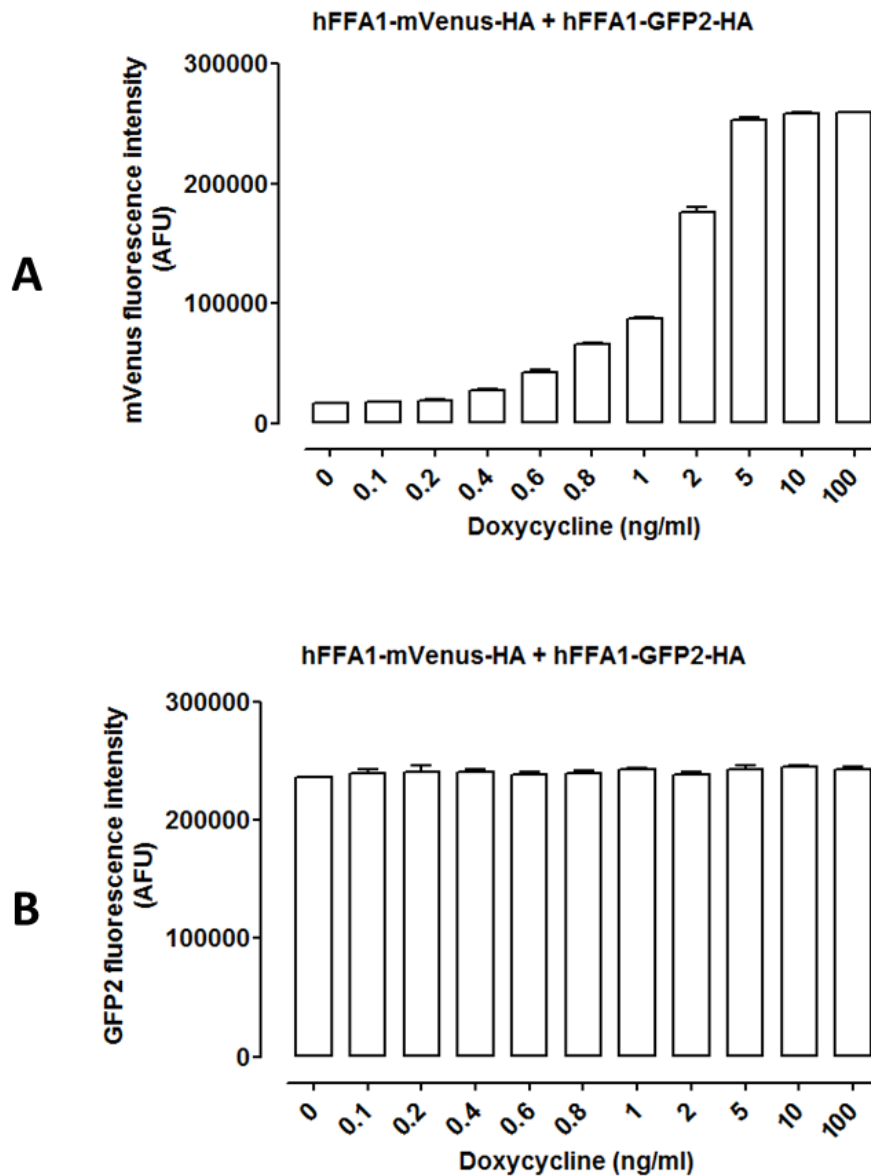 hFFA1-mVenus-HA + hFFA1-GFP2-HA
A
mVenus fluorescence intensity
(AFU)
300000
200000
100000
0
0 0.1 0.2 0.4 0.6 0.8 1 2 5 10 100
Doxycycline (ng/ml)
hFFA1-mVenus-HA + hFFA1-GFP2-HA
B
GFP2 fluorescence intensity
(AFU)
300000
200000
100000
0
0 0.1 0.2 0.4 0.6 0.8 1 2 5 10 100
Doxycycline (ng/ml)